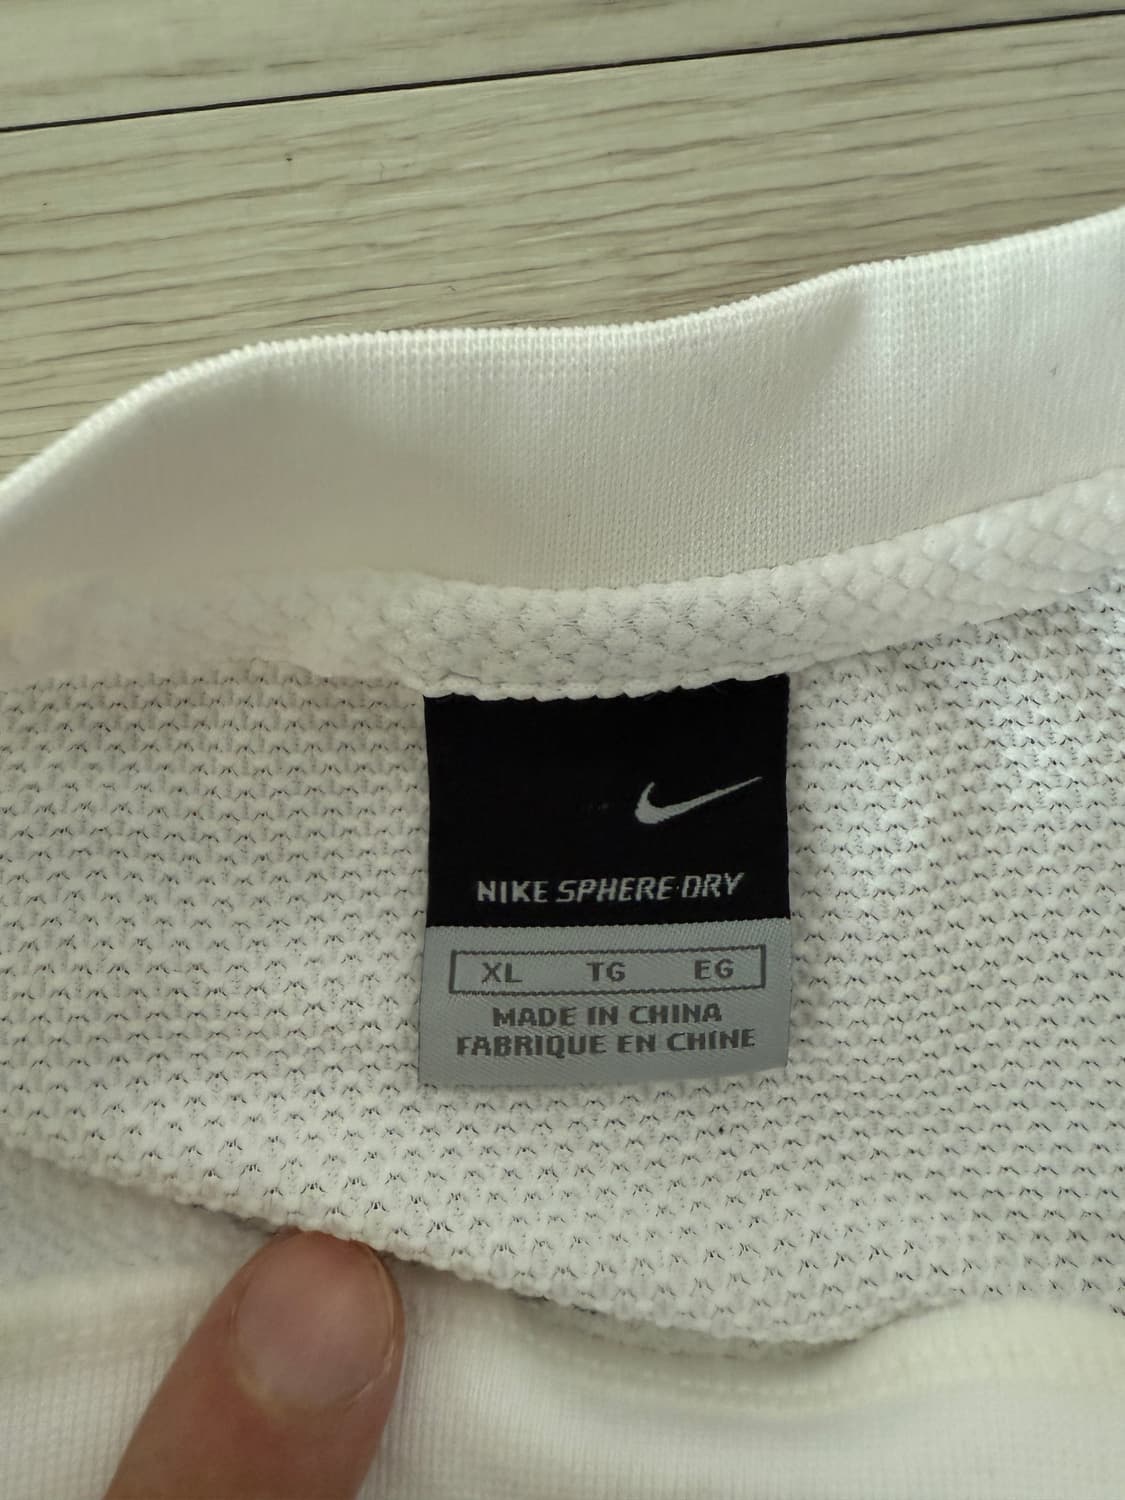 NIKE SPHERE DRY
XL TG EG
MADE IN CHINA
FABRIQUE EN CHINE